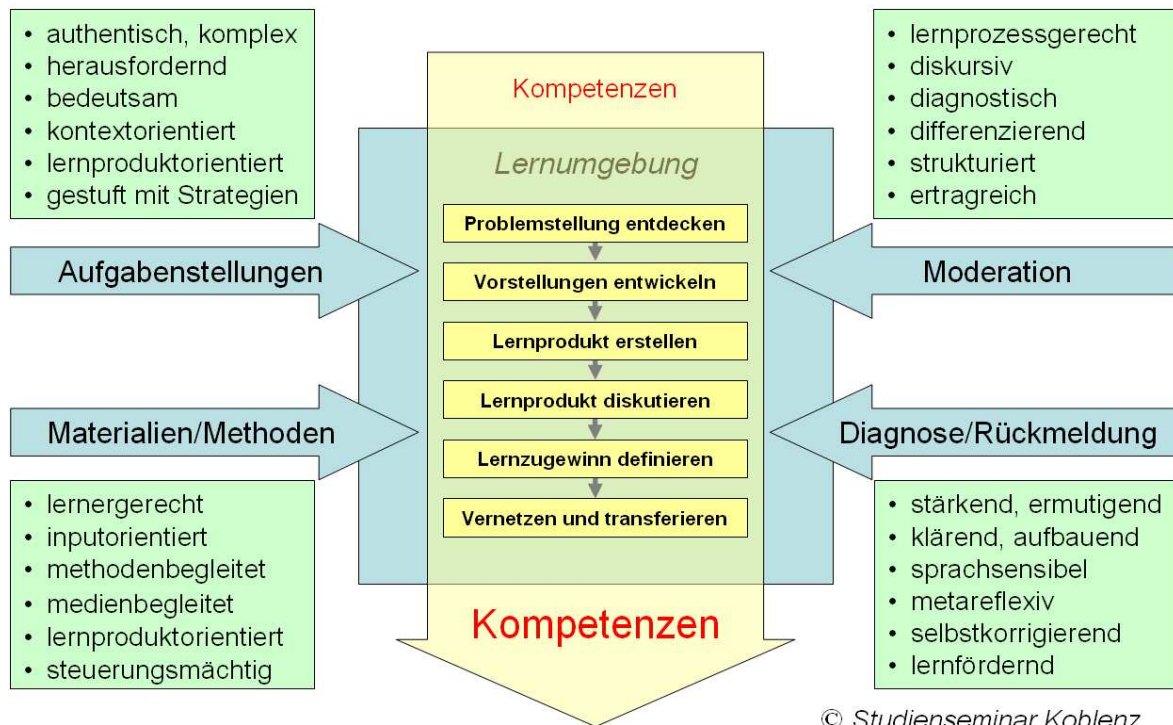 • authentisch, komplex
• herausfordernd
• bedeutsam
• kontextorientiert
• lernproduktorientiert
• gestuft mit Strategien
Aufgabenstellungen
Materialien/Methoden
• lernergerecht
• inputorientiert
• methodenbegleitet
• medienbegleitet
• lernproduktorientiert
• steuerungsmächtig
Kompetenzen
Lernumgebung
Problemstellung entdecken
Vorstellungen entwickeln
Lernprodukt erstellen
Lernprodukt diskutieren
Lernzugewinn definieren
Vernetzen und transferieren
Kompetenzen
• lernprozessgerecht
• diskursiv
• diagnostisch
• differenzierend
• strukturiert
• ertragreich
Moderation
Diagnose/Rückmeldung
• stärkend, ermutigend
• klärend, aufbauend
• sprachsensibel
• metareflexiv
• selbstkorrigierend
• lernfördernd
© Studienseminar Koblenz